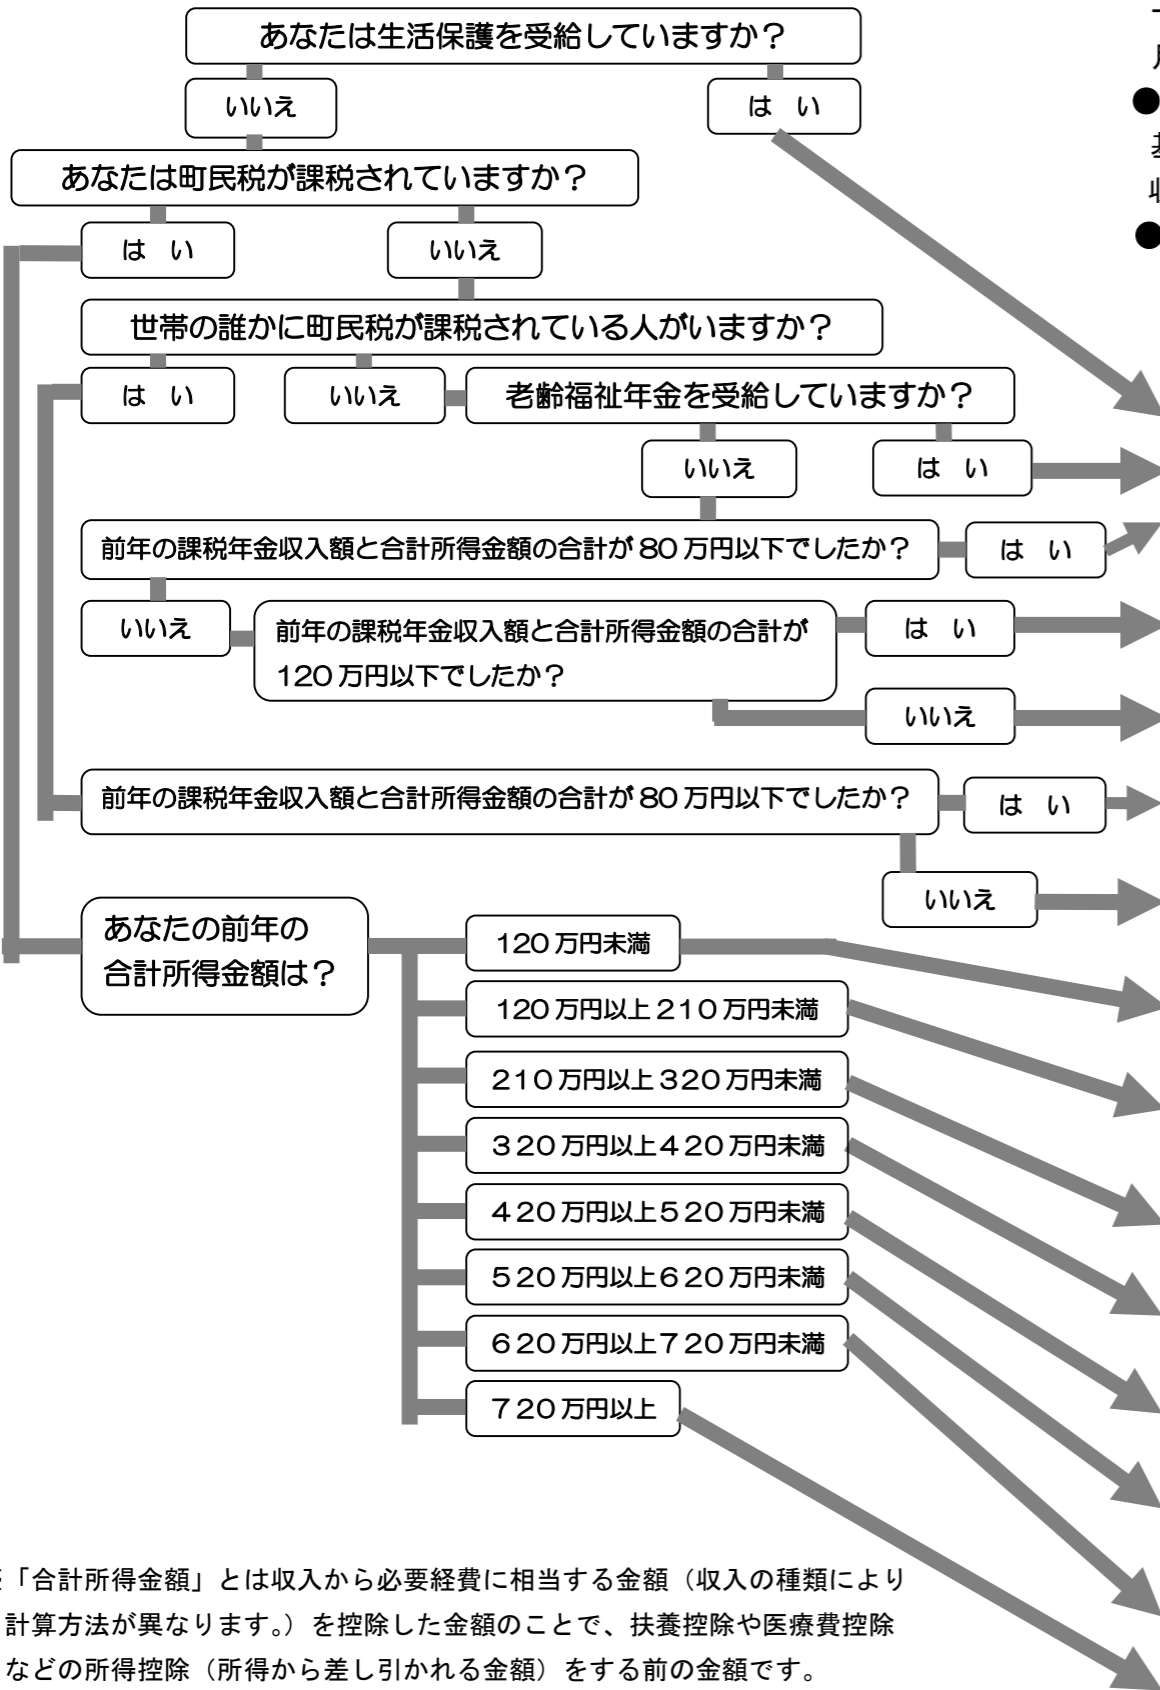 あなたは生活保護を受給していますか？
いいえ
は　い
あなたは町民税が課税されていますか？
は　い
いいえ
世帯の誰かに町民税が課税されている人がいますか？
は　い
いいえ
老齢福祉年金を受給していますか？
いいえ
は　い
前年の課税年金収入額と合計所得金額の合計が80万円以下でしたか？
は　い
いいえ
前年の課税年金収入額と合計所得金額の合計が
120万円以下でしたか？
は　い
いいえ
前年の課税年金収入額と合計所得金額の合計が80万円以下でしたか？
は　い
いいえ
あなたの前年の
合計所得金額は？
120万円未満
120万円以上210万円未満
210万円以上320万円未満
320万円以上420万円未満
420万円以上520万円未満
520万円以上620万円未満
620万円以上720万円未満
720万円以上
「合計所得金額」とは収入から必要経費に相当する金額（収入の種類により
計算方法が異なります。）を控除した金額のことで、扶養控除や医療費控除
などの所得控除（所得から差し引かれる金額）をする前の金額です。